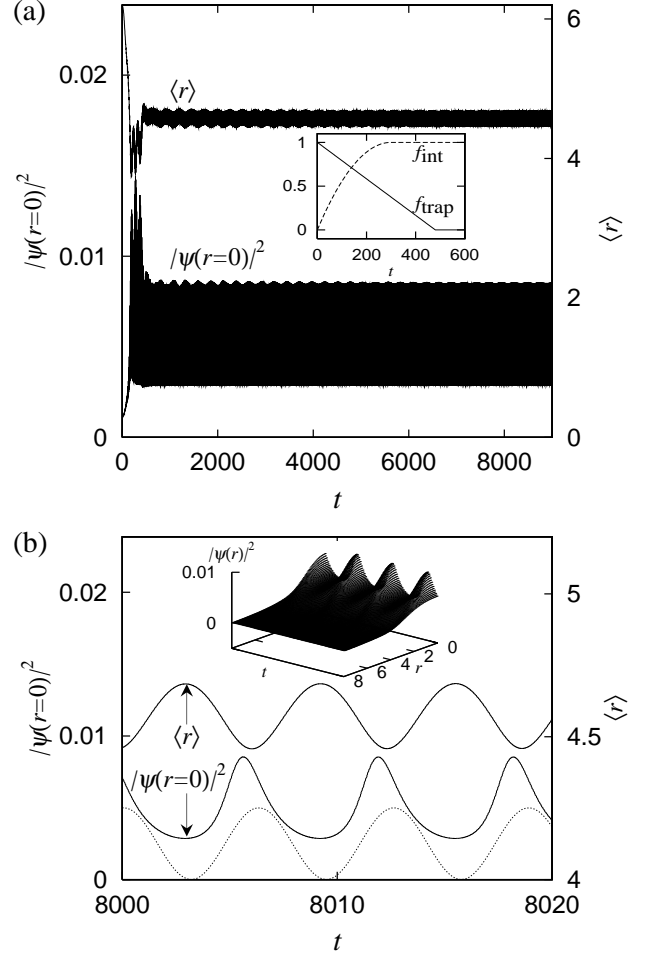 (a)
0.02
0.01
0
|ψ(r=0)|²
6
4
2
0
⟨r⟩
⟨r⟩
|ψ(r=0)|²
1
0.5
0
f_int
f_trap
0 200 400 600
t
0 2000 4000 6000 8000
t
(b)
|ψ(r)|²
0.01
0
t
8 6 4 2 0
r
0.02
0.01
0
|ψ(r=0)|²
5
4.5
4
⟨r⟩
⟨r⟩
|ψ(r=0)|²
8000 8010 8020
t